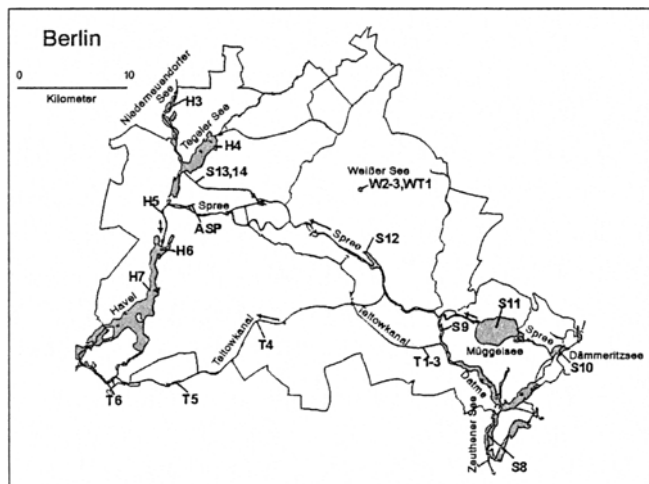 Berlin
0 10
Kilometer
Niederneuendorfer
See
H3
Tegeler See
H4
S13,14
Weißer See
W2-3,WT1
H5
Spree
ASP
Spree
S12
H6
H7
Havel
S11
S9
Spree
Müggelsee
Dämmeritzsee
S10
Teltowkanal
T4
Teltowkanal
T1-3
Dahme
T6
T5
Zeuthener See
S8